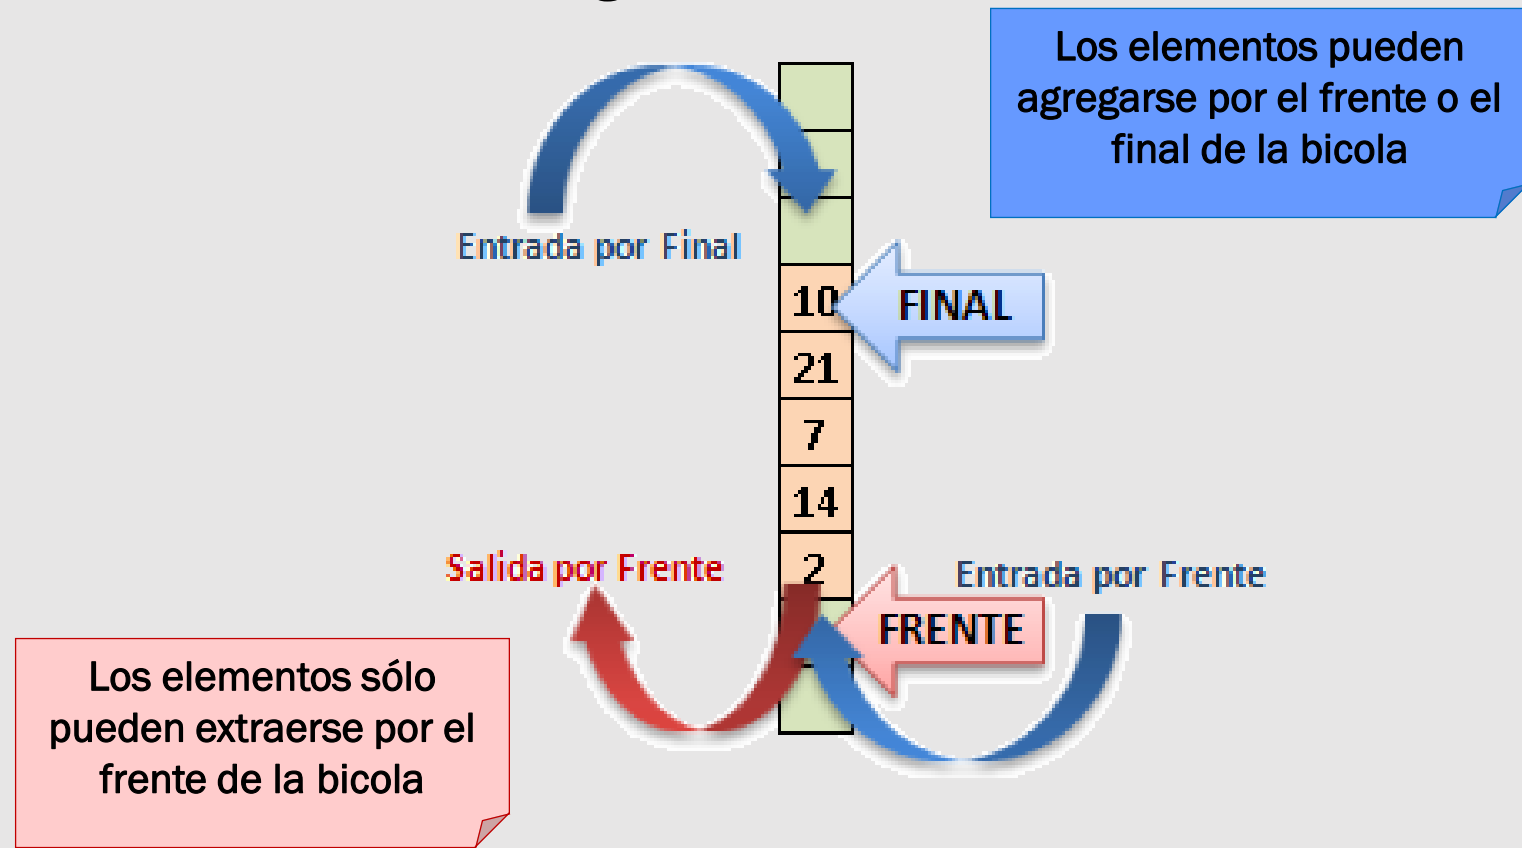 Los elementos pueden
agregarse por el frente o el
final de la bicola
Entrada por Final
10
FINAL
21
7
14
2
Salida por Frente
Entrada por Frente
FRENTE
Los elementos sólo
pueden extraerse por el
frente de la bicola